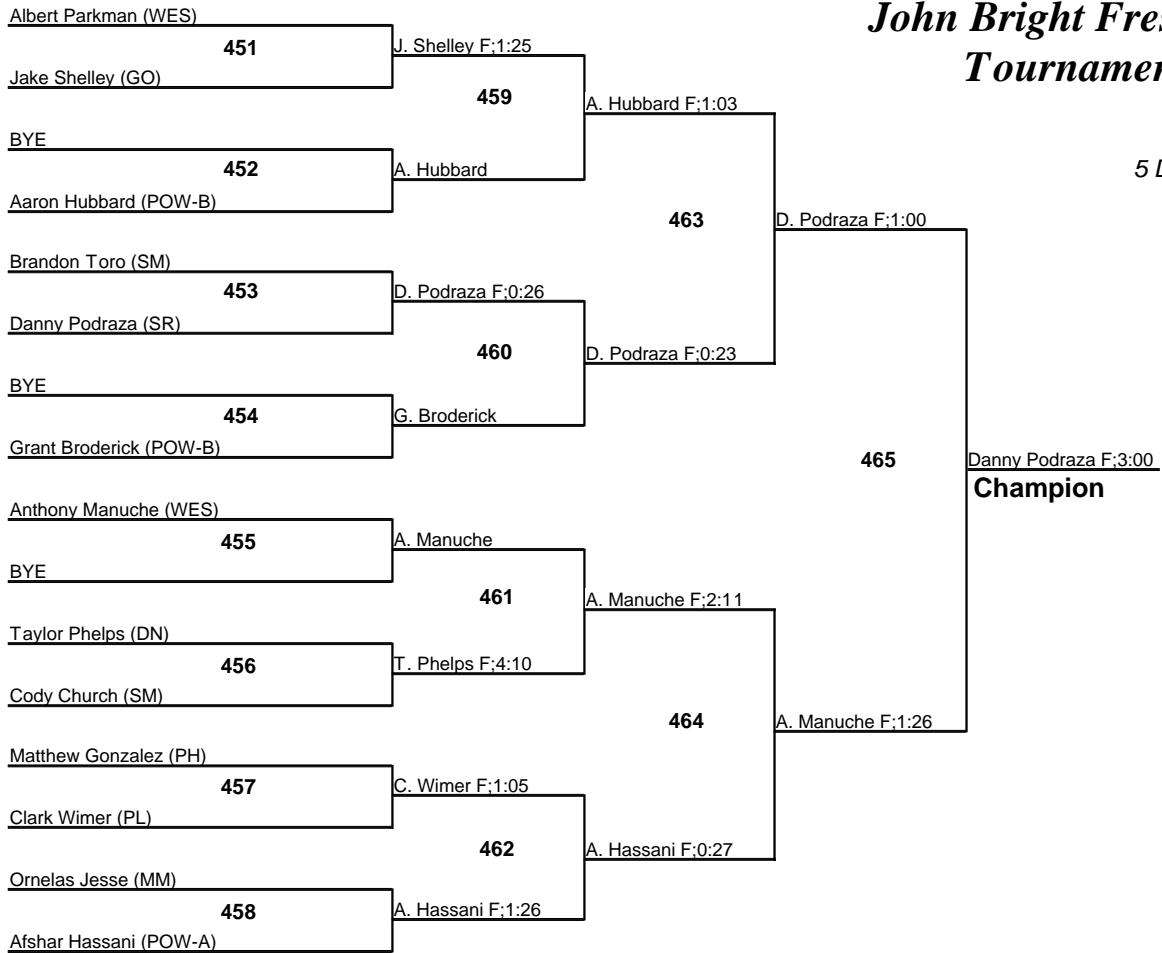 John Bright Fres
Tournamen
5 D
Albert Parkman (WES)
451
Jake Shelley (GO)
J. Shelley F;1:25
459
BYE
452
Aaron Hubbard (POW-B)
A. Hubbard
A. Hubbard F;1:03
463
Brandon Toro (SM)
453
Danny Podraza (SR)
D. Podraza F;0:26
460
BYE
454
Grant Broderick (POW-B)
G. Broderick
D. Podraza F;0:23
D. Podraza F;1:00
465
Anthony Manuche (WES)
455
BYE
A. Manuche
461
Taylor Phelps (DN)
456
Cody Church (SM)
T. Phelps F;4:10
A. Manuche F;2:11
464
Matthew Gonzalez (PH)
457
Clark Wimer (PL)
C. Wimer F;1:05
462
Ornelas Jesse (MM)
458
Afshar Hassani (POW-A)
A. Hassani F;1:26
A. Hassani F;0:27
A. Manuche F;1:26
Danny Podraza F;3:00
Champion